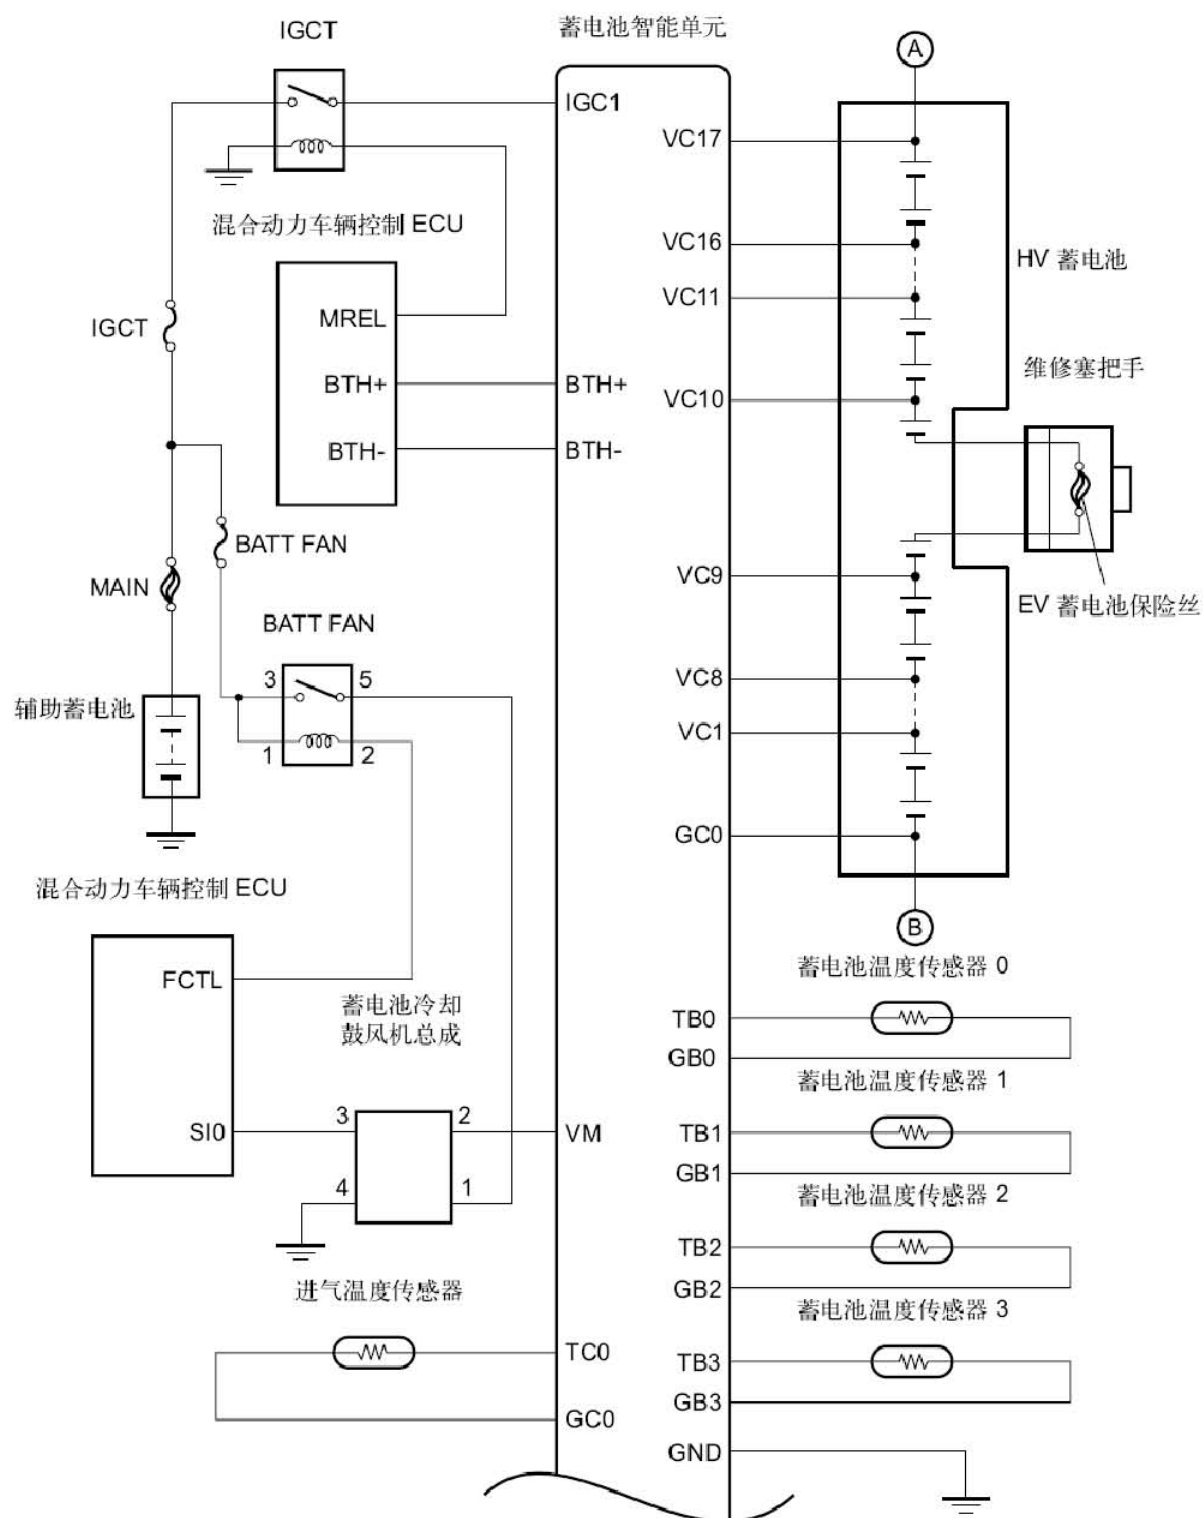 IGCT
蓄电池智能单元
A
IGC1
VC17
混合动力车辆控制 ECU
VC16
HV 蓄电池
VC11
MREL
IGCT
维修塞把手
BTH+
BTH+
VC10
BTH-
BTH-
BATT FAN
VC9
MAIN
EV 蓄电池保险丝
BATT FAN
3
5
VC8
辅助蓄电池
VC1
1
2
GC0
混合动力车辆控制 ECU
B
蓄电池温度传感器 0
FCTL
蓄电池冷却
鼓风机总成
TB0
GB0
蓄电池温度传感器 1
3
2
SI0
VM
TB1
GB1
4
1
蓄电池温度传感器 2
TB2
进气温度传感器
GB2
蓄电池温度传感器 3
TC0
TB3
GB3
GC0
GND